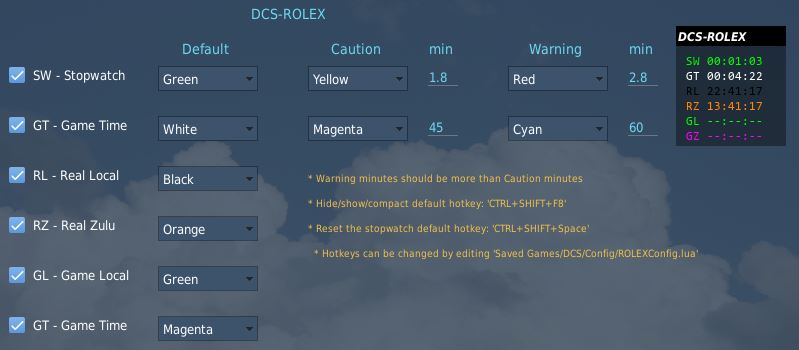 DCS-ROLEX
Default Caution min Warning min
SW - Stopwatch Green Yellow 1.8 Red 2.8
GT - Game Time White Magenta 45 Cyan 60
RL - Real Local Black
RZ - Real Zulu Orange
GL - Game Local Green
GT - Game Time Magenta
* Warning minutes should be more than Caution minutes
* Hide/show/compact default hotkey: 'CTRL+SHIFT+F8'
* Reset the stopwatch default hotkey: 'CTRL+SHIFT+Space'
* Hotkeys can be changed by editing 'Saved Games/DCS/Config/ROLEXConfig.lua'
DCS-ROLEX
SW 00:01:03
GT 00:04:22
RL 22:41:17
RZ 13:41:17
GL --:--:--
GZ --:--:--